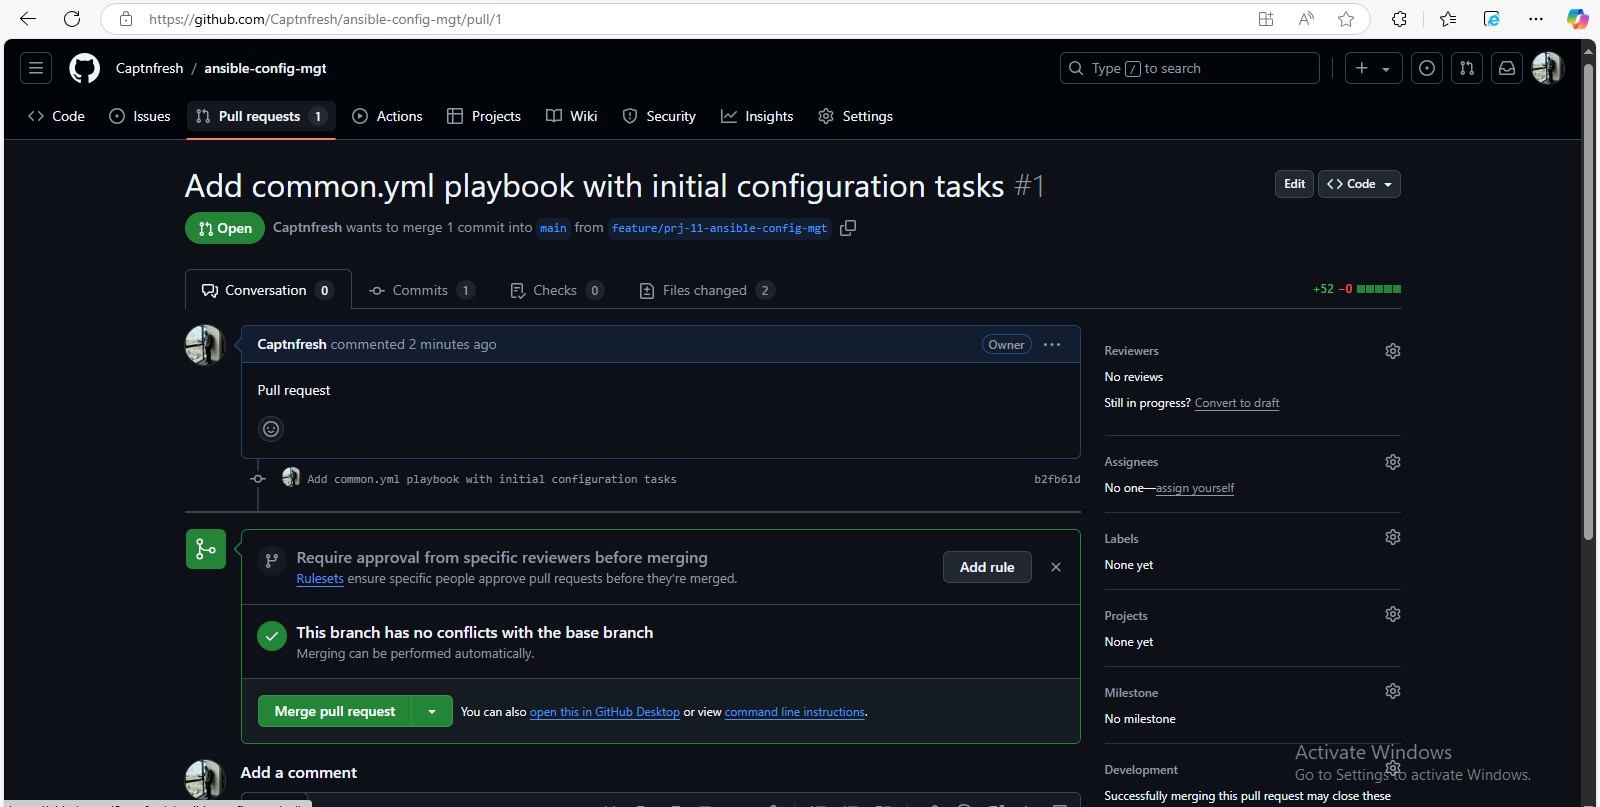 https://github.com/Captnfresh/ansible-config-mgt/pull/1
Captnfresh / ansible-config-mgt
Type / to search
Code Issues Pull requests 1 Actions Projects Wiki Security Insights Settings
Add common.yml playbook with initial configuration tasks #1
Edit <> Code
Open Captnfresh wants to merge 1 commit into main from feature/prj-11-ansible-config-mgt
Conversation 0 Commits 1 Checks 0 Files changed 2
+52 −0
Captnfresh commented 2 minutes ago
Owner ...
Pull request
Add common.yml playbook with initial configuration tasks b2fb61d
Require approval from specific reviewers before merging
Rulesets ensure specific people approve pull requests before they're merged.
Add rule
This branch has no conflicts with the base branch
Merging can be performed automatically.
Merge pull request
You can also open this in GitHub Desktop or view command line instructions.
Add a comment
Reviewers
No reviews
Still in progress? Convert to draft
Assignees
No one—assign yourself
Labels
None yet
Projects
None yet
Milestone
No milestone
Development
Successfully merging this pull request may close these
Activate Windows
Go to Settings to activate Windows.